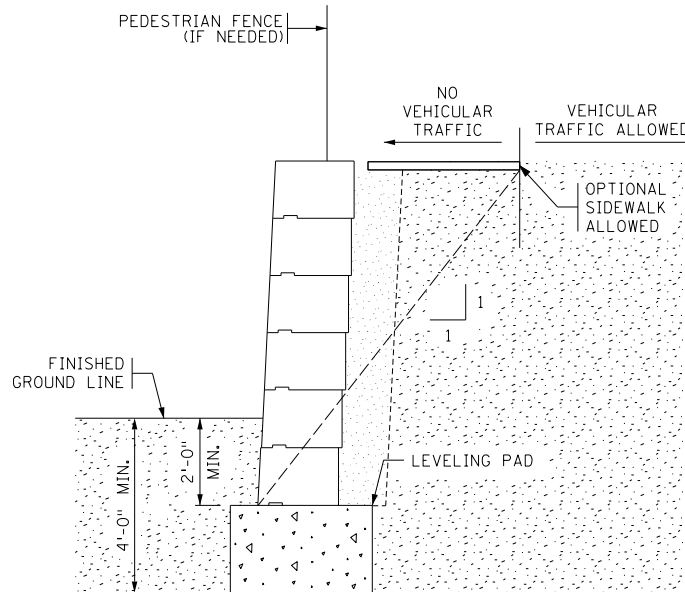 PEDESTRIAN FENCE
(IF NEEDED)
NO
VEHICULAR
TRAFFIC
VEHICULAR
TRAFFIC ALLOWED
OPTIONAL
SIDEWALK
ALLOWED
1
1
FINISHED
GROUND LINE
2'-0"
MIN.
4'-0" MIN.
LEVELING PAD